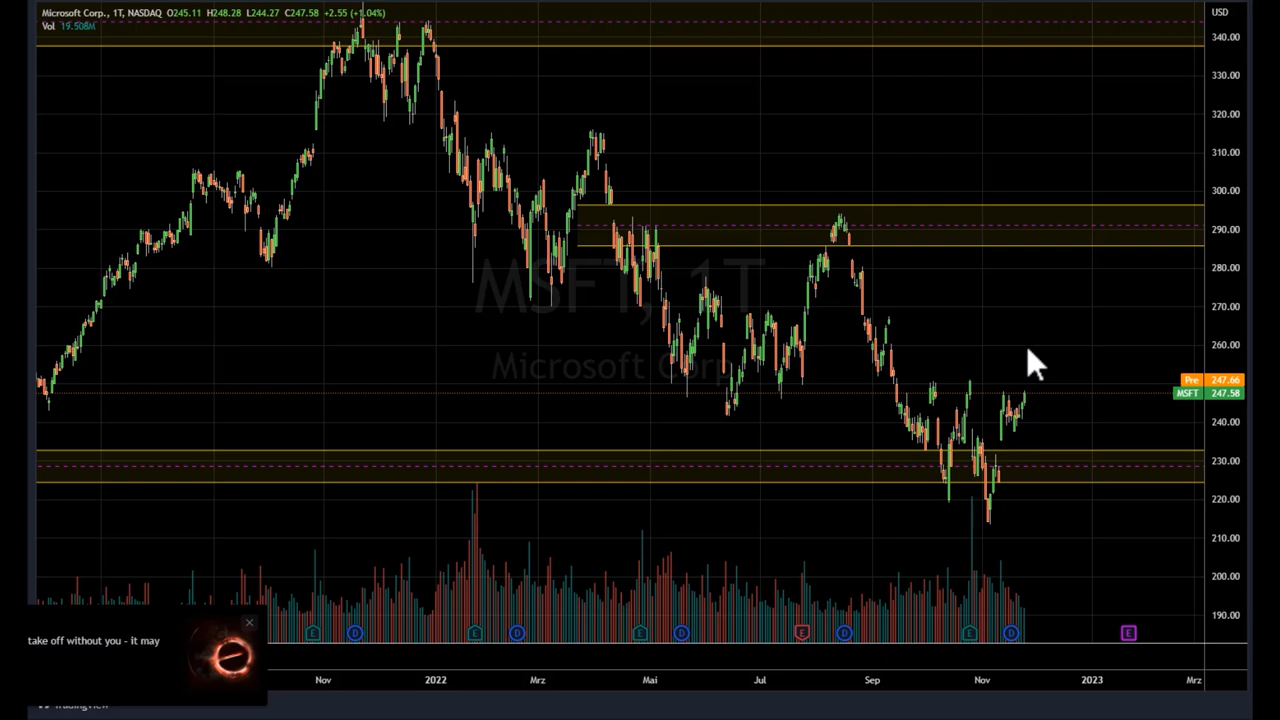 Microsoft Corp., 1T, NASDAQ O245.11 H248.28 L244.27 C247.58 +2.55 (+1.04%)
Vol 19.508M
USD
340.00
330.00
320.00
310.00
300.00
290.00
280.00
270.00
260.00
Pre 247.66
MSFT 247.58
240.00
230.00
220.00
210.00
200.00
190.00
MSFT, 1T
Microsoft Corp.
E D E D E D E D E D E
take off without you - it may
Nov 2022 Mrz Mai Jul Sep Nov 2023 Mrz
TradingView